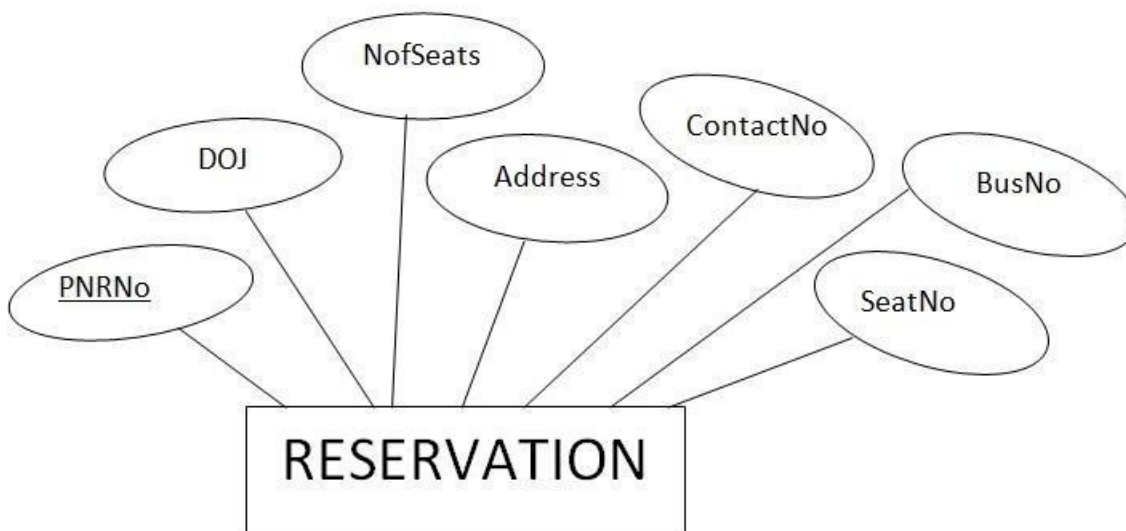 NofSeats
ContactNo
DOJ
Address
BusNo
PNRNo
SeatNo
RESERVATION